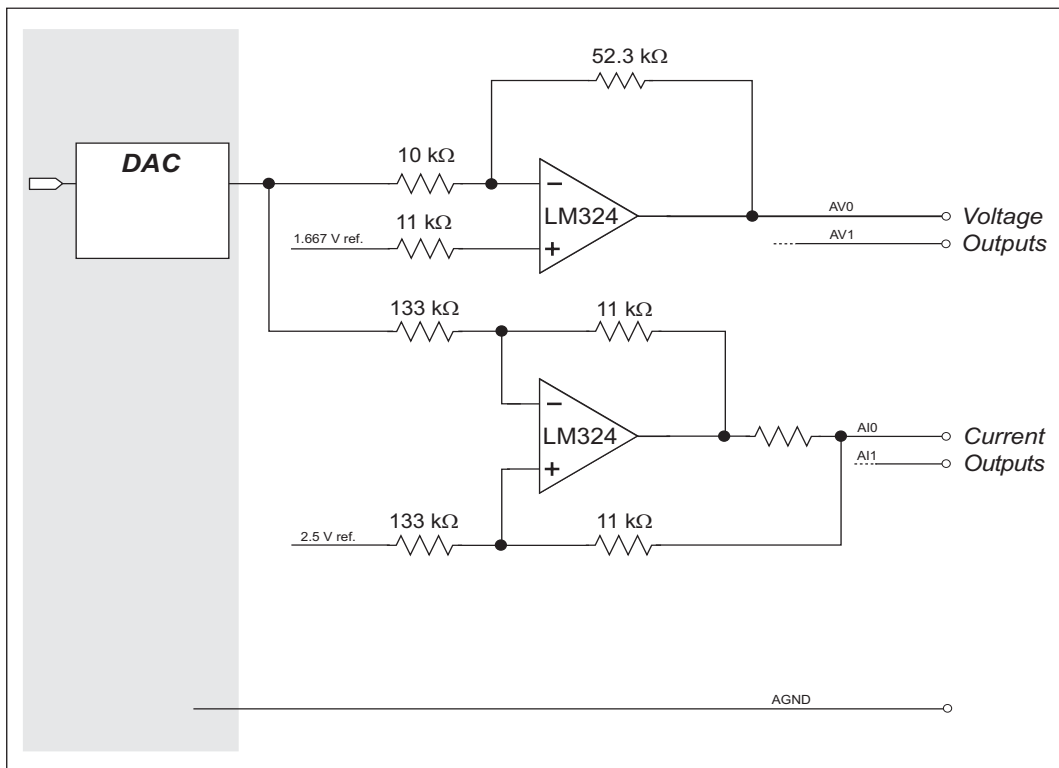 52.3 kΩ
DAC
10 kΩ
−
LM324
+
11 kΩ
1.667 V ref.
AV0
Voltage
AV1
Outputs
133 kΩ
11 kΩ
−
LM324
+
AI0
Current
AI1
Outputs
133 kΩ
11 kΩ
2.5 V ref.
AGND